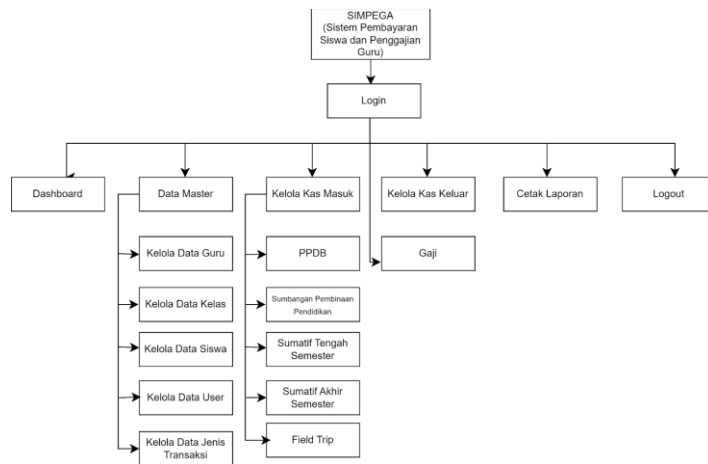 SIMPEGA
(Sistem Pembayaran
Siswa dan Penggajian
Guru)
Login
Dashboard
Data Master
Kelola Kas Masuk
Kelola Kas Keluar
Cetak Laporan
Logout
Kelola Data Guru
PPDB
Gaji
Kelola Data Kelas
Sumbangan Pembinaan
Pendidikan
Kelola Data Siswa
Sumatif Tengah
Semester
Kelola Data User
Sumatif Akhir
Semester
Kelola Data Jenis
Transaksi
Field Trip